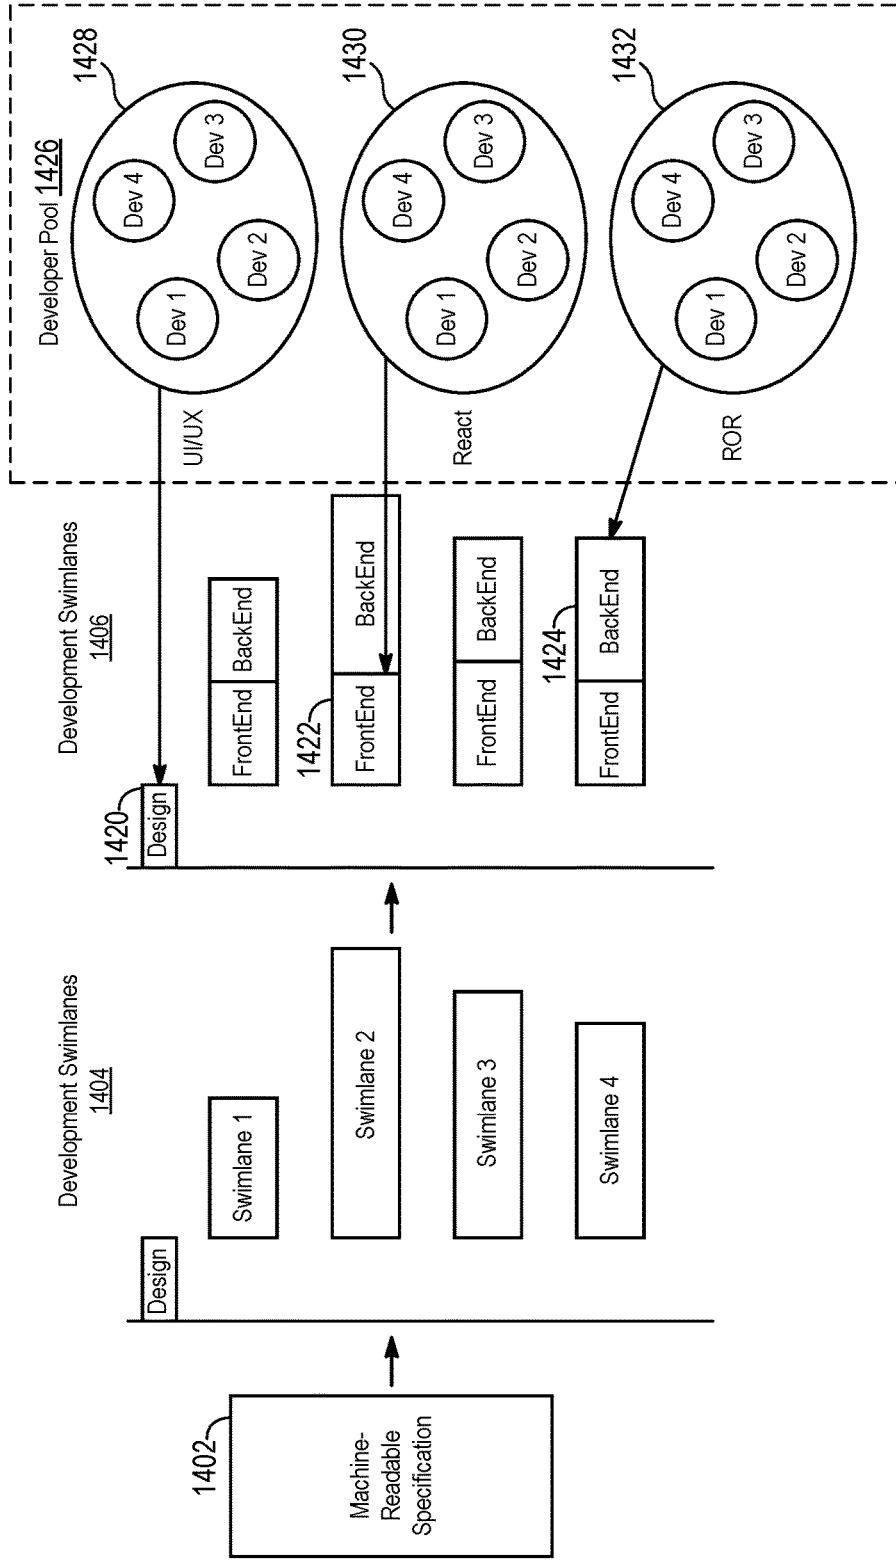 1402
Machine-
Readable
Specification
Development Swimlanes
1404
Design
Swimlane 1
Swimlane 2
Swimlane 3
Swimlane 4
Development Swimlanes
1406
1420
Design
FrontEnd
BackEnd
1422
FrontEnd
BackEnd
FrontEnd
BackEnd
1424
FrontEnd
BackEnd
Developer Pool 1426
1428
UI/UX
Dev 1
Dev 2
Dev 4
Dev 3
1430
React
Dev 1
Dev 2
Dev 4
Dev 3
1432
ROR
Dev 1
Dev 2
Dev 4
Dev 3